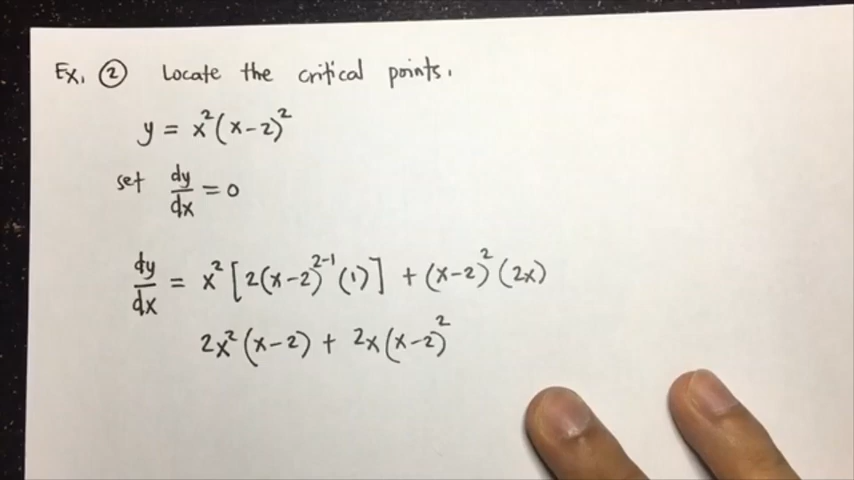 Ex. ② Locate the critical points.
y = x²(x-2)²
set dy/dx = 0
dy/dx = x² [2(x-2)²⁻¹(1)] + (x-2)²(2x)
2x²(x-2) + 2x(x-2)²